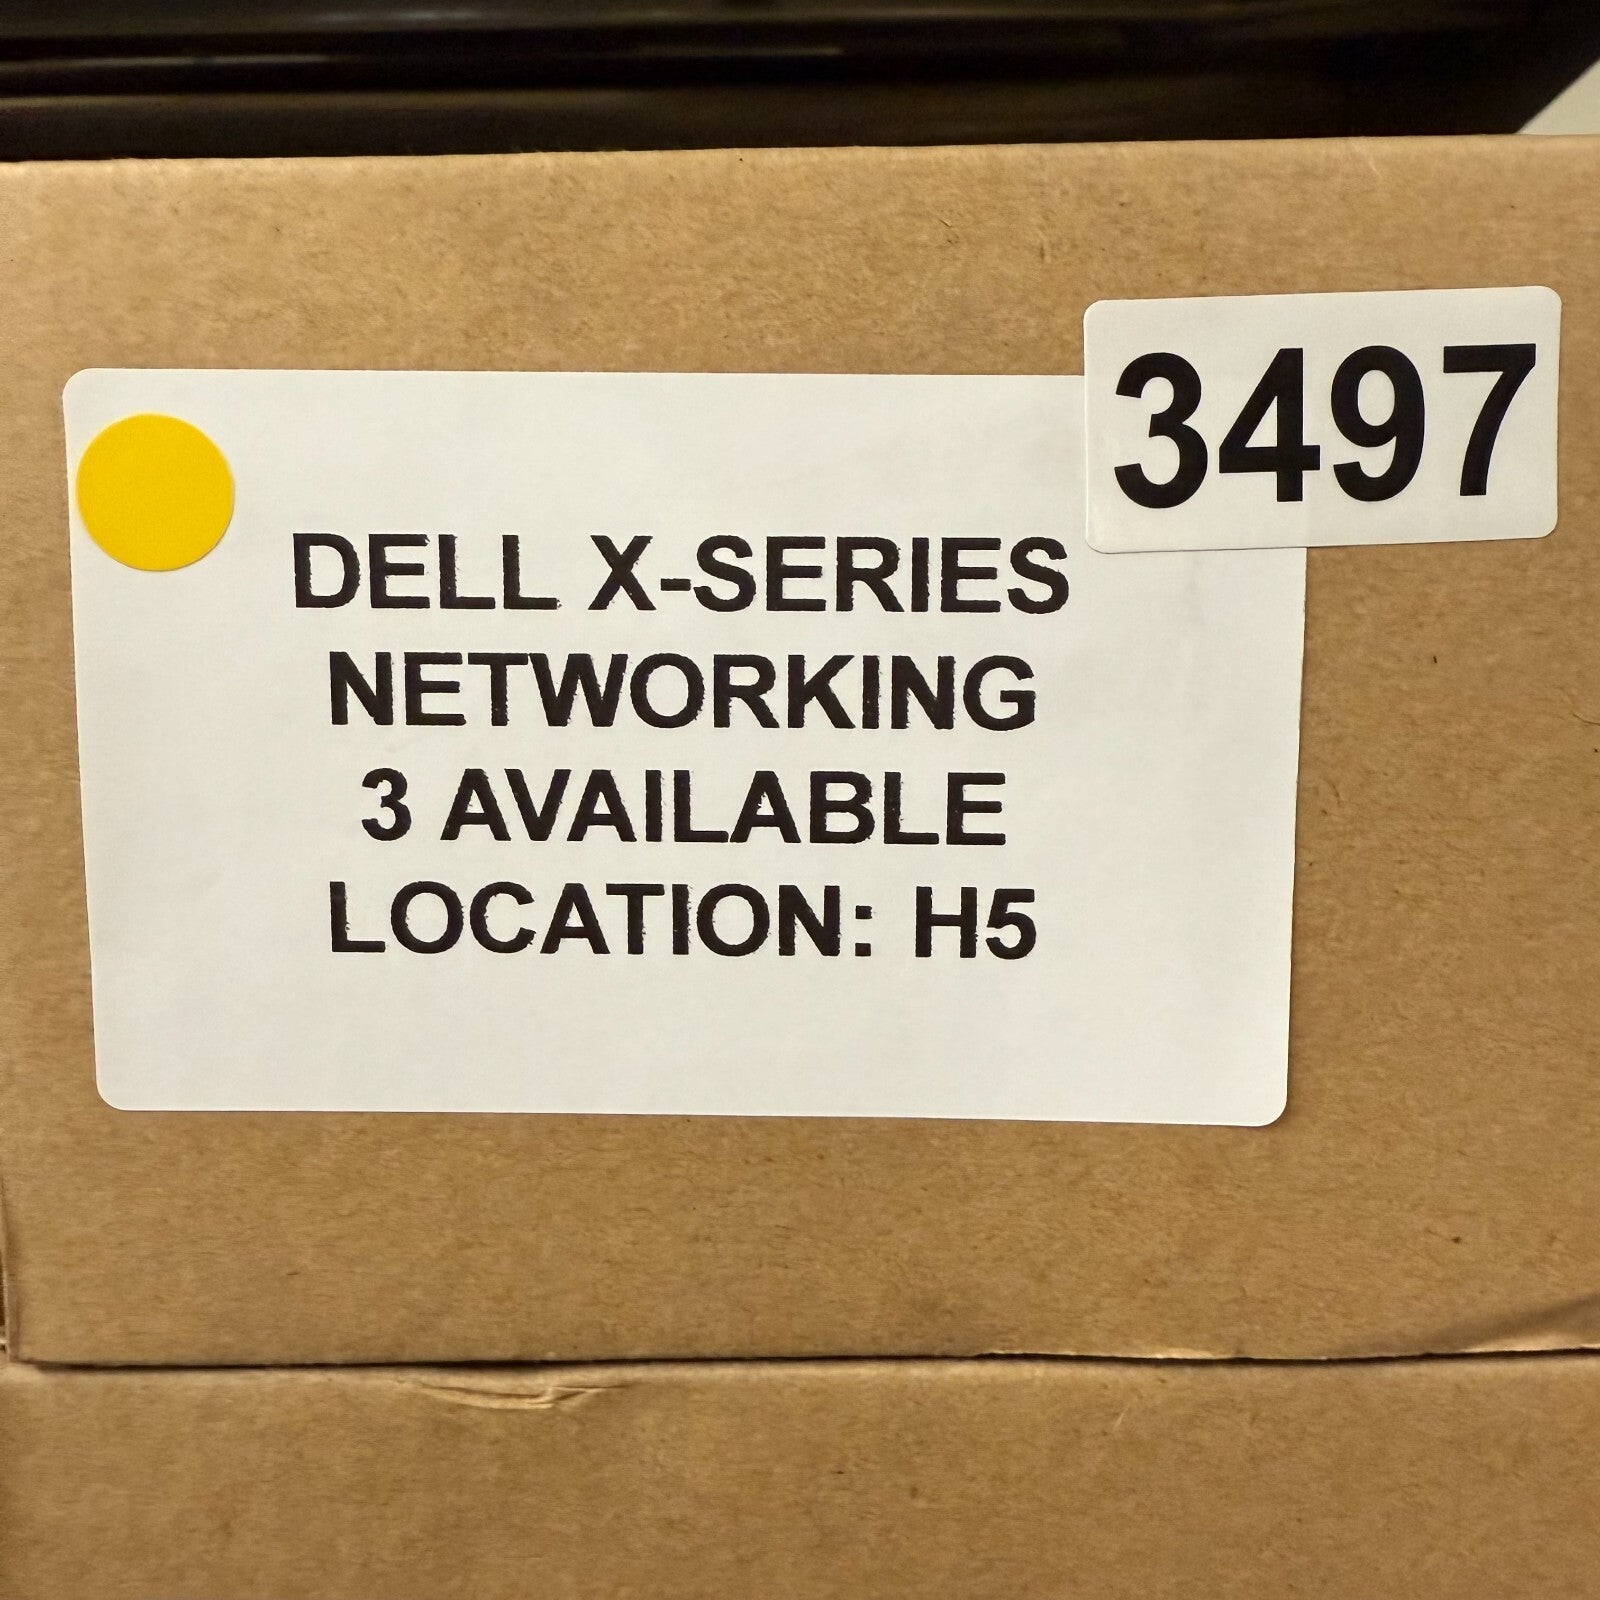 3497
DELL X-SERIES
NETWORKING
3 AVAILABLE
LOCATION: H5